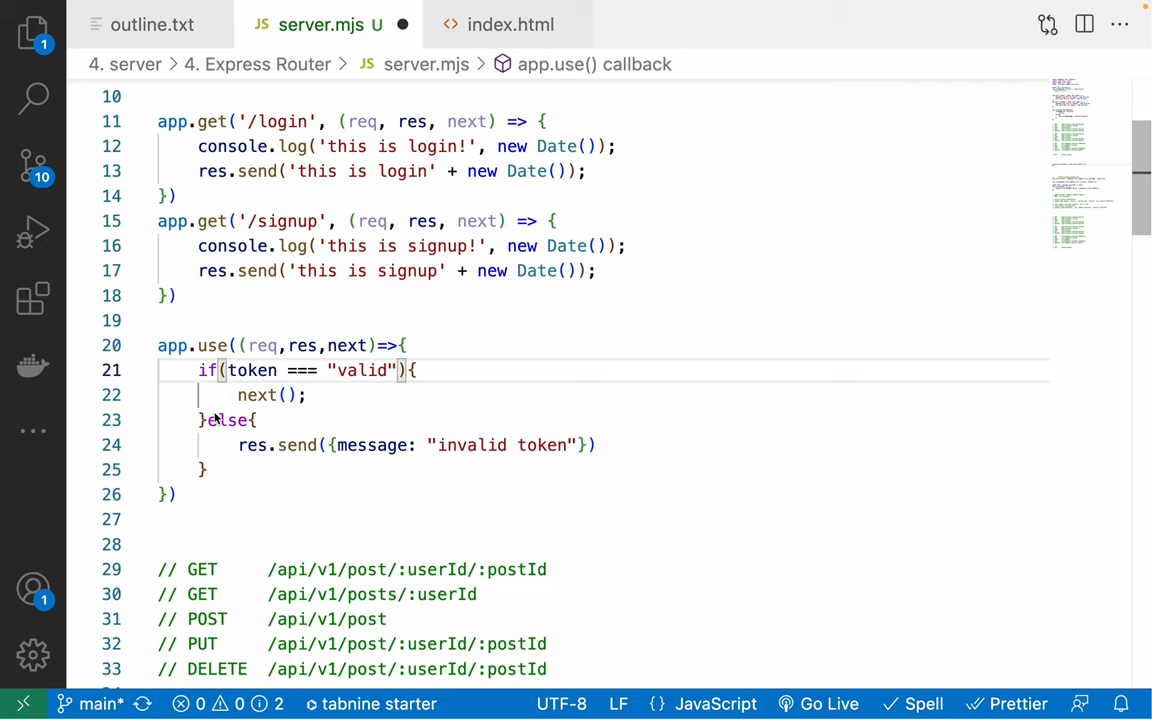 outline.txt
JS server.mjs U
<> index.html
4. server > 4. Express Router > JS server.mjs > app.use() callback
1
10
10
11 app.get('/login', (req, res, next) => {
12 console.log('this is login!', new Date());
13 res.send('this is login' + new Date());
14 })
15 app.get('/signup', (req, res, next) => {
16 console.log('this is signup!', new Date());
17 res.send('this is signup' + new Date());
18 })
19
20 app.use((req,res,next)=>{
21 if(token === "valid"){
22 next();
23 }else{
24 res.send({message: "invalid token"})
25 }
26 })
27
28
29 // GET /api/v1/post/:userId/:postId
30 // GET /api/v1/posts/:userId
31 // POST /api/v1/post
32 // PUT /api/v1/post/:userId/:postId
33 // DELETE /api/v1/post/:userId/:postId
1
main* 0 0 2 tabnine starter UTF-8 LF {} JavaScript Go Live Spell Prettier